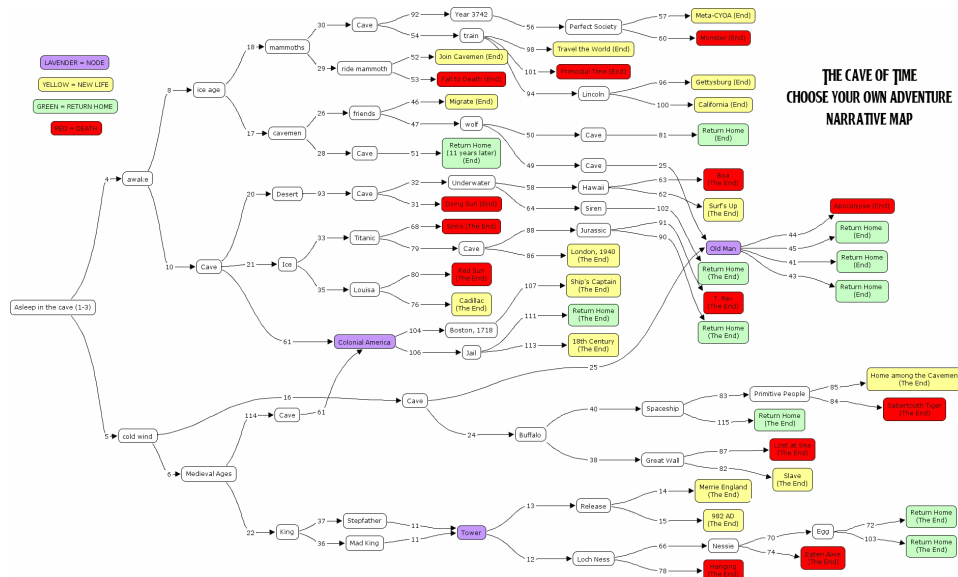 THE CAVE OF TIME
CHOOSE YOUR OWN ADVENTURE
NARRATIVE MAP
LAVENDER = NODE
YELLOW = NEW LIFE
GREEN = RETURN HOME
RED = DEATH
Asleep in the cave (1-3)
4
awake
8
ice age
18
mammoths
30
Cave
92
Year 3742
56
Perfect Society
57
Meta-CYOA (End)
60
Monster (End)
54
train
98
Travel the World (End)
101
Primordial Time (End)
94
Lincoln
96
Gettysburg (End)
100
California (End)
29
ride mammoth
52
Join Cavemen (End)
53
Fall to Death (End)
17
cavemen
26
friends
46
Migrate (End)
47
wolf
50
Cave
81
Return Home
(End)
49
Cave
25
28
Cave
51
Return Home
(11 years later)
(End)
10
Cave
20
Desert
93
Cave
32
Underwater
58
Hawaii
63
(The End)
62
Surf's Up
(The End)
64
Siren
102
Return Home
(The End)
31
Dying Sun (End)
21
Ice
33
Titanic
68
(The End)
79
Cave
88
Jurassic
91
T-Rex
(The End)
90
Return Home
(The End)
86
London, 1940
(The End)
35
Louisa
80
Red Sun
(The End)
76
Cadillac
(The End)
61
Colonial America
104
Boston, 1718
107
Ship's Captain
(The End)
106
Jail
111
Return Home
(The End)
113
18th Century
(The End)
Old Man
44
Apocalypse (End)
45
Return Home
(End)
41
Return Home
(End)
43
Return Home
(End)
5
cold wind
16
Cave
25
24
Buffalo
40
Spaceship
83
Primitive People
85
Home among the Cavemen
(The End)
84
Sabertooth Tiger
(The End)
115
Return Home
(The End)
38
Great Wall
87
Lost at Sea
(The End)
82
Slave
(The End)
6
Medieval Ages
114
Cave
61
22
King
37
Stepfather
11
36
Mad King
11
Tower
13
Release
14
Merrie England
(The End)
15
982 AD
(The End)
12
Loch Ness
66
Nessie
70
Egg
72
Return Home
(The End)
103
Return Home
(The End)
74
Eaten Alive
(The End)
78
Hanging
(The End)